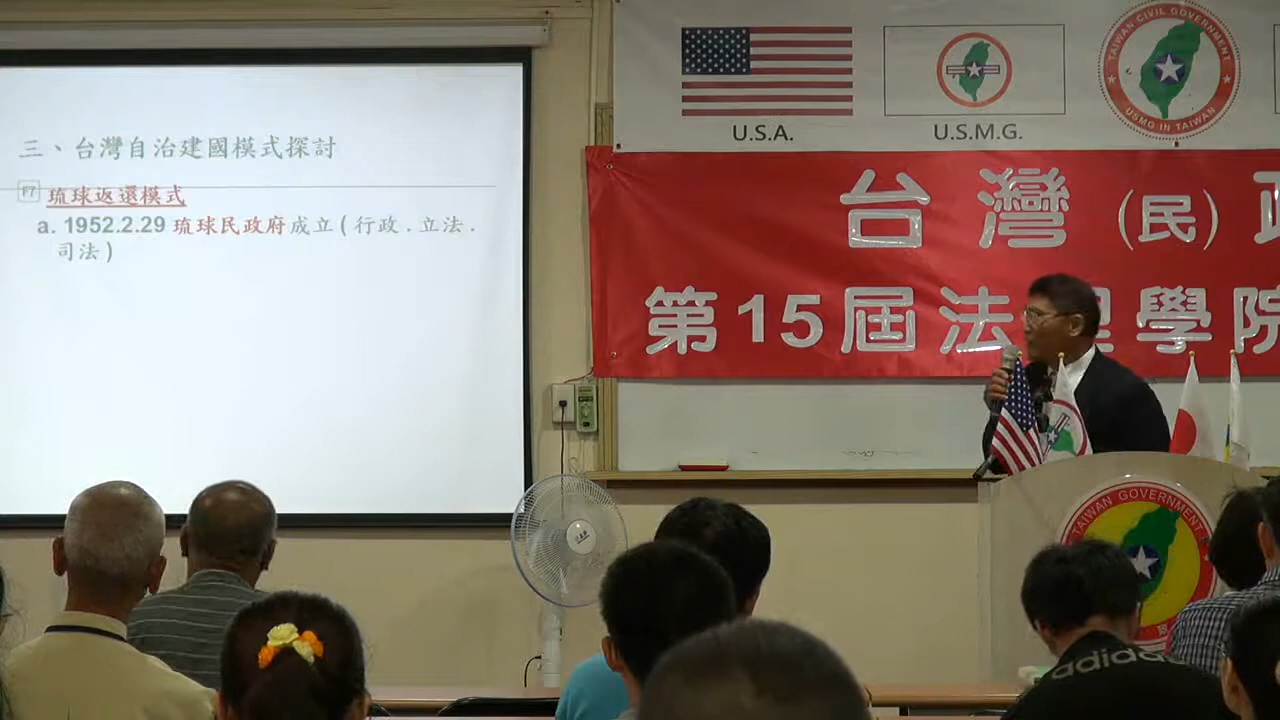 三、台灣自治建國模式探討
F7 琉球返還模式
a. 1952.2.29 琉球民政府成立 ( 行政 . 立法 .
司法 )
U.S.A.
U.S.M.G.
TAIWAN CIVIL GOVERNMENT
USMG IN TAIWAN
台灣(民)政
第15屆法理學院
TAIWAN GOVERNMENT
adidas